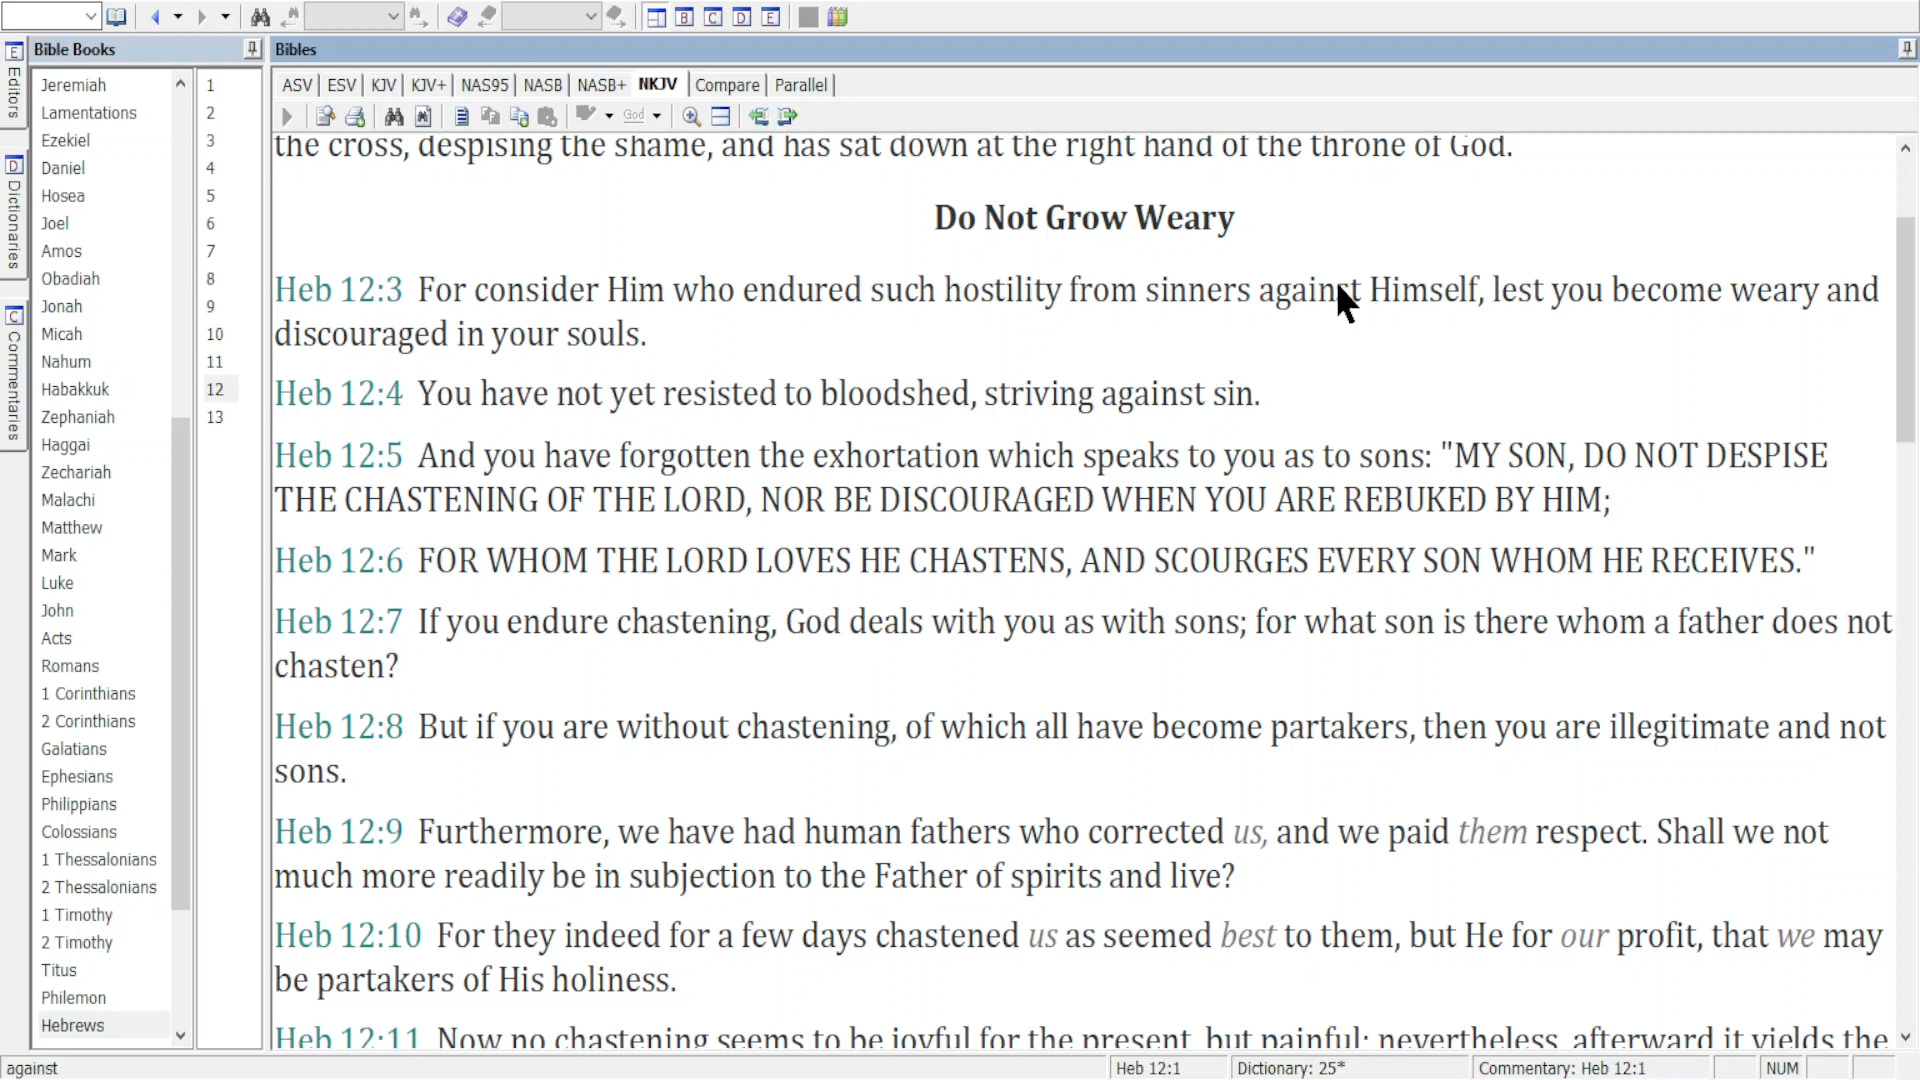 B C D E
E Editors
D Dictionaries
C Commentaries
Bible Books
Jeremiah
Lamentations
Ezekiel
Daniel
Hosea
Joel
Amos
Obadiah
Jonah
Micah
Nahum
Habakkuk
Zephaniah
Haggai
Zechariah
Malachi
Matthew
Mark
Luke
John
Acts
Romans
1 Corinthians
2 Corinthians
Galatians
Ephesians
Philippians
Colossians
1 Thessalonians
2 Thessalonians
1 Timothy
2 Timothy
Titus
Philemon
Hebrews
1
2
3
4
5
6
7
8
9
10
11
12
13
Bibles
ASV ESV KJV KJV+ NAS95 NASB NASB+ NKJV Compare Parallel
God
the cross, despising the shame, and has sat down at the right hand of the throne of God.
Do Not Grow Weary
Heb 12:3 For consider Him who endured such hostility from sinners against Himself, lest you become weary and
discouraged in your souls.
Heb 12:4 You have not yet resisted to bloodshed, striving against sin.
Heb 12:5 And you have forgotten the exhortation which speaks to you as to sons: "MY SON, DO NOT DESPISE
THE CHASTENING OF THE LORD, NOR BE DISCOURAGED WHEN YOU ARE REBUKED BY HIM;
Heb 12:6 FOR WHOM THE LORD LOVES HE CHASTENS, AND SCOURGES EVERY SON WHOM HE RECEIVES."
Heb 12:7 If you endure chastening, God deals with you as with sons; for what son is there whom a father does not
chasten?
Heb 12:8 But if you are without chastening, of which all have become partakers, then you are illegitimate and not
sons.
Heb 12:9 Furthermore, we have had human fathers who corrected us, and we paid them respect. Shall we not
much more readily be in subjection to the Father of spirits and live?
Heb 12:10 For they indeed for a few days chastened us as seemed best to them, but He for our profit, that we may
be partakers of His holiness.
Heb 12:11 Now no chastening seems to be joyful for the present, but painful; nevertheless, afterward it yields the
against
Heb 12:1
Dictionary: 25*
Commentary: Heb 12:1
NUM